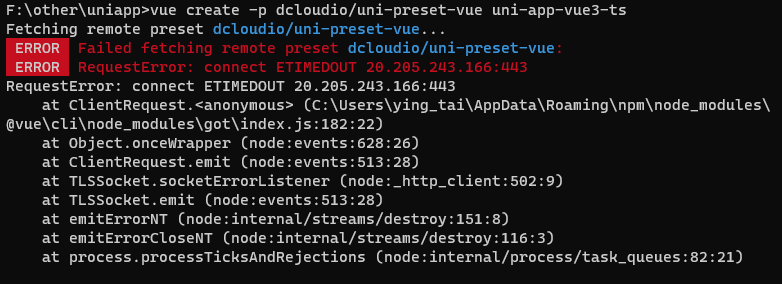 F:\other\uniapp>vue create -p dcloudio/uni-preset-vue uni-app-vue3-ts
Fetching remote preset dcloudio/uni-preset-vue...
ERROR Failed fetching remote preset dcloudio/uni-preset-vue:
ERROR RequestError: connect ETIMEDOUT 20.205.243.166:443
RequestError: connect ETIMEDOUT 20.205.243.166:443
    at ClientRequest.<anonymous> (C:\Users\ying_tai\AppData\Roaming\npm\node_modules\
@vue\cli\node_modules\got\index.js:182:22)
    at Object.onceWrapper (node:events:628:26)
    at ClientRequest.emit (node:events:513:28)
    at TLSSocket.socketErrorListener (node:_http_client:502:9)
    at TLSSocket.emit (node:events:513:28)
    at emitErrorNT (node:internal/streams/destroy:151:8)
    at emitErrorCloseNT (node:internal/streams/destroy:116:3)
    at process.processTicksAndRejections (node:internal/process/task_queues:82:21)